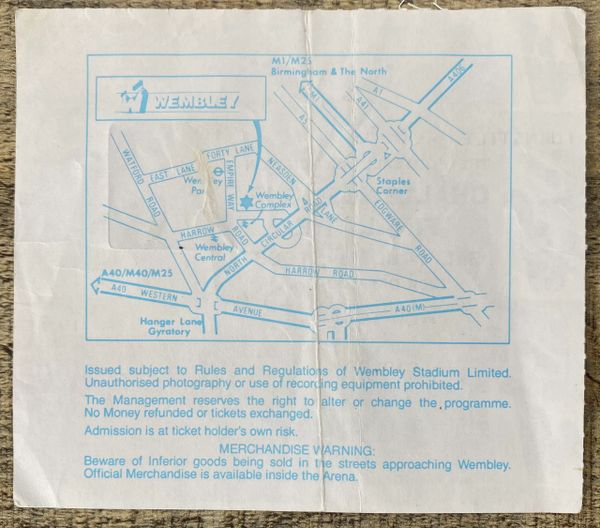 M1/M25
Birmingham & The North
WEMBLEY
A406
A1
A41
M1
A5
WATFORD ROAD
EAST LANE
FORTY LANE
Wembley
Park
EMPIRE WAY
NEASDEN LANE
Wembley
Complex
Staples
Corner
EDGWARE ROAD
HARROW ROAD
Wembley
Central
NORTH CIRCULAR
HARROW ROAD
A40/M40/M25
A40 WESTERN AVENUE
A40(M)
Hanger Lane
Gyratory
Issued subject to Rules and Regulations of Wembley Stadium Limited.
Unauthorised photography or use of recording equipment prohibited.
The Management reserves the right to alter or change the programme.
No Money refunded or tickets exchanged.
Admission is at ticket holder's own risk.
MERCHANDISE WARNING:
Beware of Inferior goods being sold in the streets approaching Wembley.
Official Merchandise is available inside the Arena.